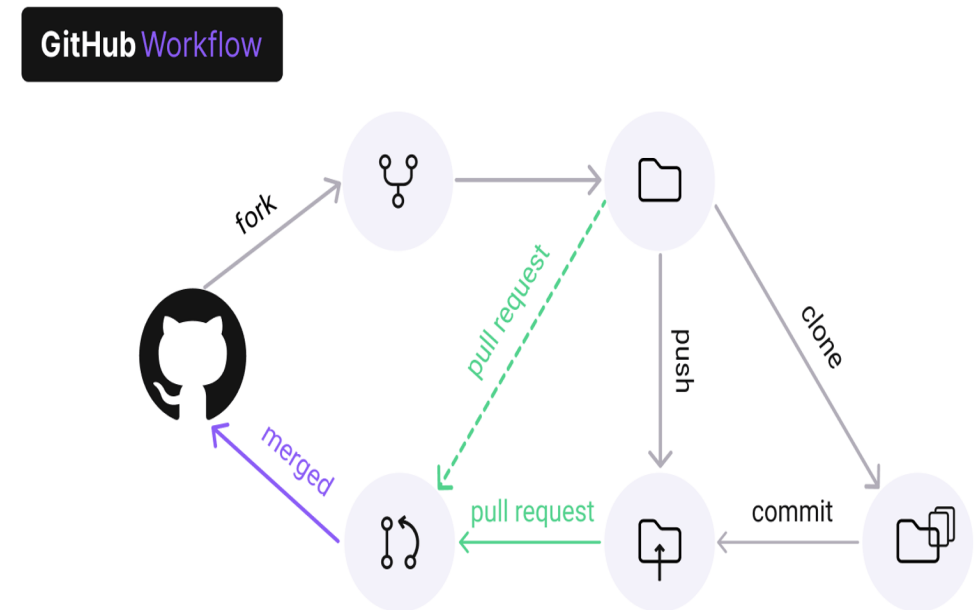 GitHub Workflow
fork
pull request
push
clone
merged
pull request
commit